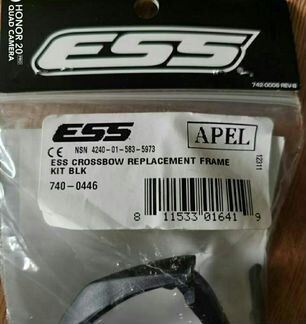 HONOR 20
QUAD CAMERA
ESS
742-0006 REV-B
ESS
APEL
CE NSN 4240-01-583-5973
ESS CROSSBOW REPLACEMENT FRAME
KIT BLK
740-0446
12311
8 11533 01641 9